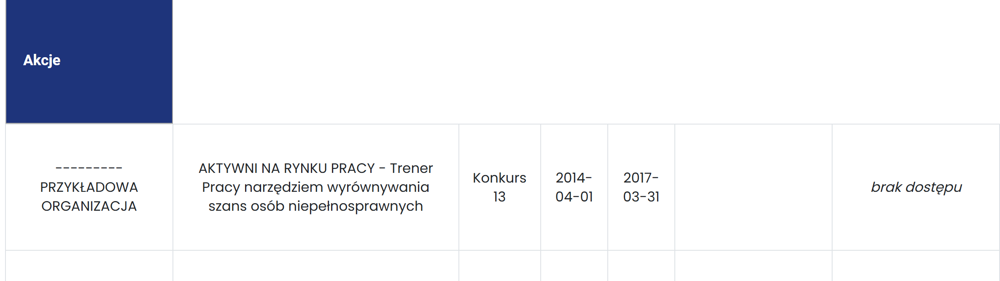 Akcje
---------
PRZYKŁADOWA
ORGANIZACJA
AKTYWNI NA RYNKU PRACY - Trener
Pracy narzędziem wyrównywania
szans osób niepełnosprawnych
Konkurs
13
2014-
04-01
2017-
03-31
brak dostępu